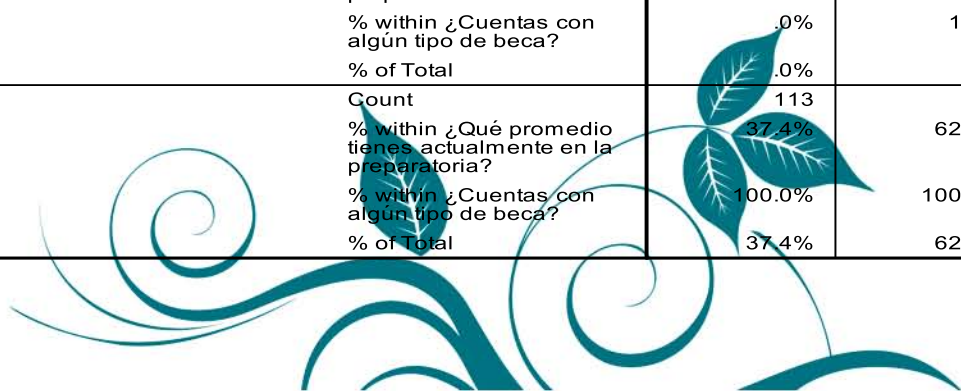 % within ¿Cuentas con .0% 1
algún tipo de beca?
% of Total .0%
Count 113
% within ¿Qué promedio 37.4% 62
tienes actualmente en la
preparatoria?
% within ¿Cuentas con 100.0% 100
algún tipo de beca?
% of Total 37.4% 62